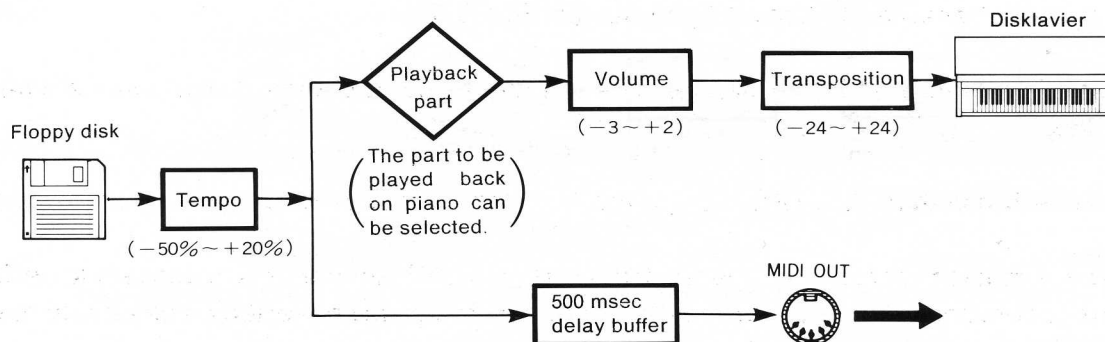 Disklavier
Playback
part
Volume
Transposition
(−3～+2)
(−24～+24)
Floppy disk
Tempo
(−50%～+20%)
(The part to be
played back
on piano can
be selected.)
MIDI OUT
500 msec
delay buffer